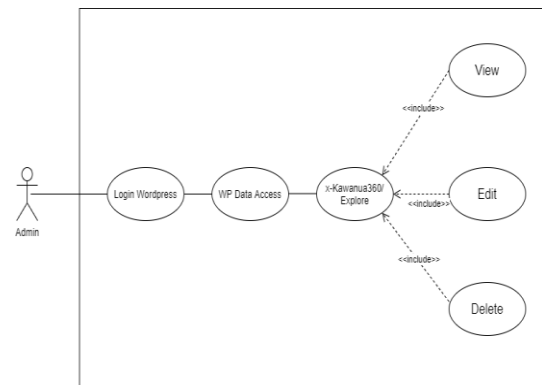 View
<<include>>
Login Wordpress
WP Data Access
x-Kawanua360/
Explore
Edit
<<include>>
Admin
<<include>>
Delete